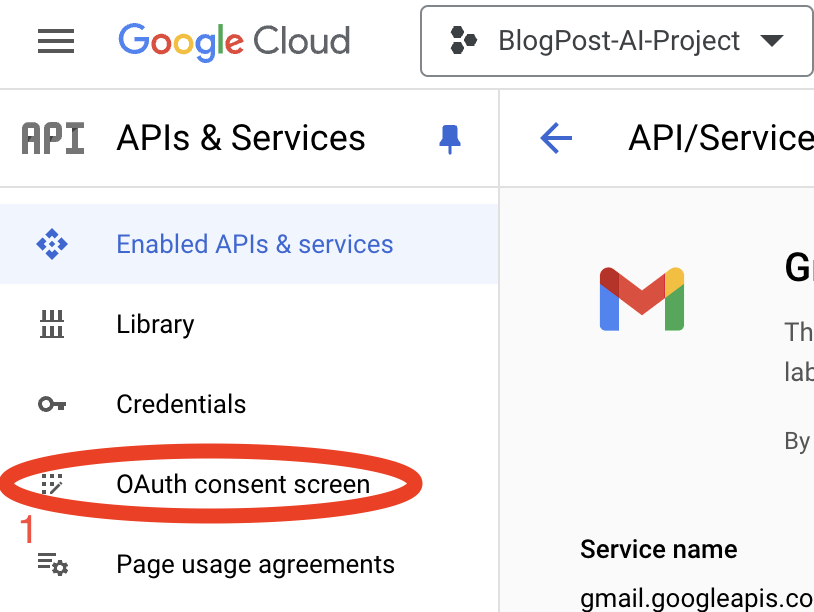 Google Cloud
BlogPost-AI-Project
API APIs & Services
API/Service
Enabled APIs & services
Library
Credentials
OAuth consent screen
1
Page usage agreements
G
Th
lab
By
Service name
gmail.googleapis.co